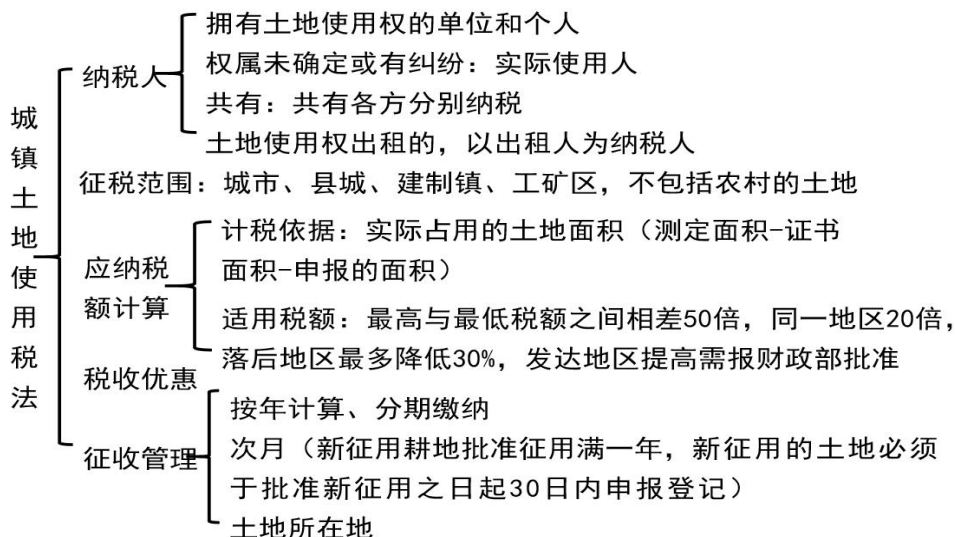 城镇土地使用税法
纳税人
拥有土地使用权的单位和个人
权属未确定或有纠纷：实际使用人
共有：共有各方分别纳税
土地使用权出租的，以出租人为纳税人
征税范围：城市、县城、建制镇、工矿区，不包括农村的土地
应纳税
额计算
计税依据：实际占用的土地面积（测定面积-证书
面积-申报的面积）
适用税额：最高与最低税额之间相差50倍，同一地区20倍，
落后地区最多降低30%，发达地区提高需报财政部批准
税收优惠
征收管理
按年计算、分期缴纳
次月（新征用耕地批准征用满一年，新征用的土地必须
于批准新征用之日起30日内申报登记）
土地所在地